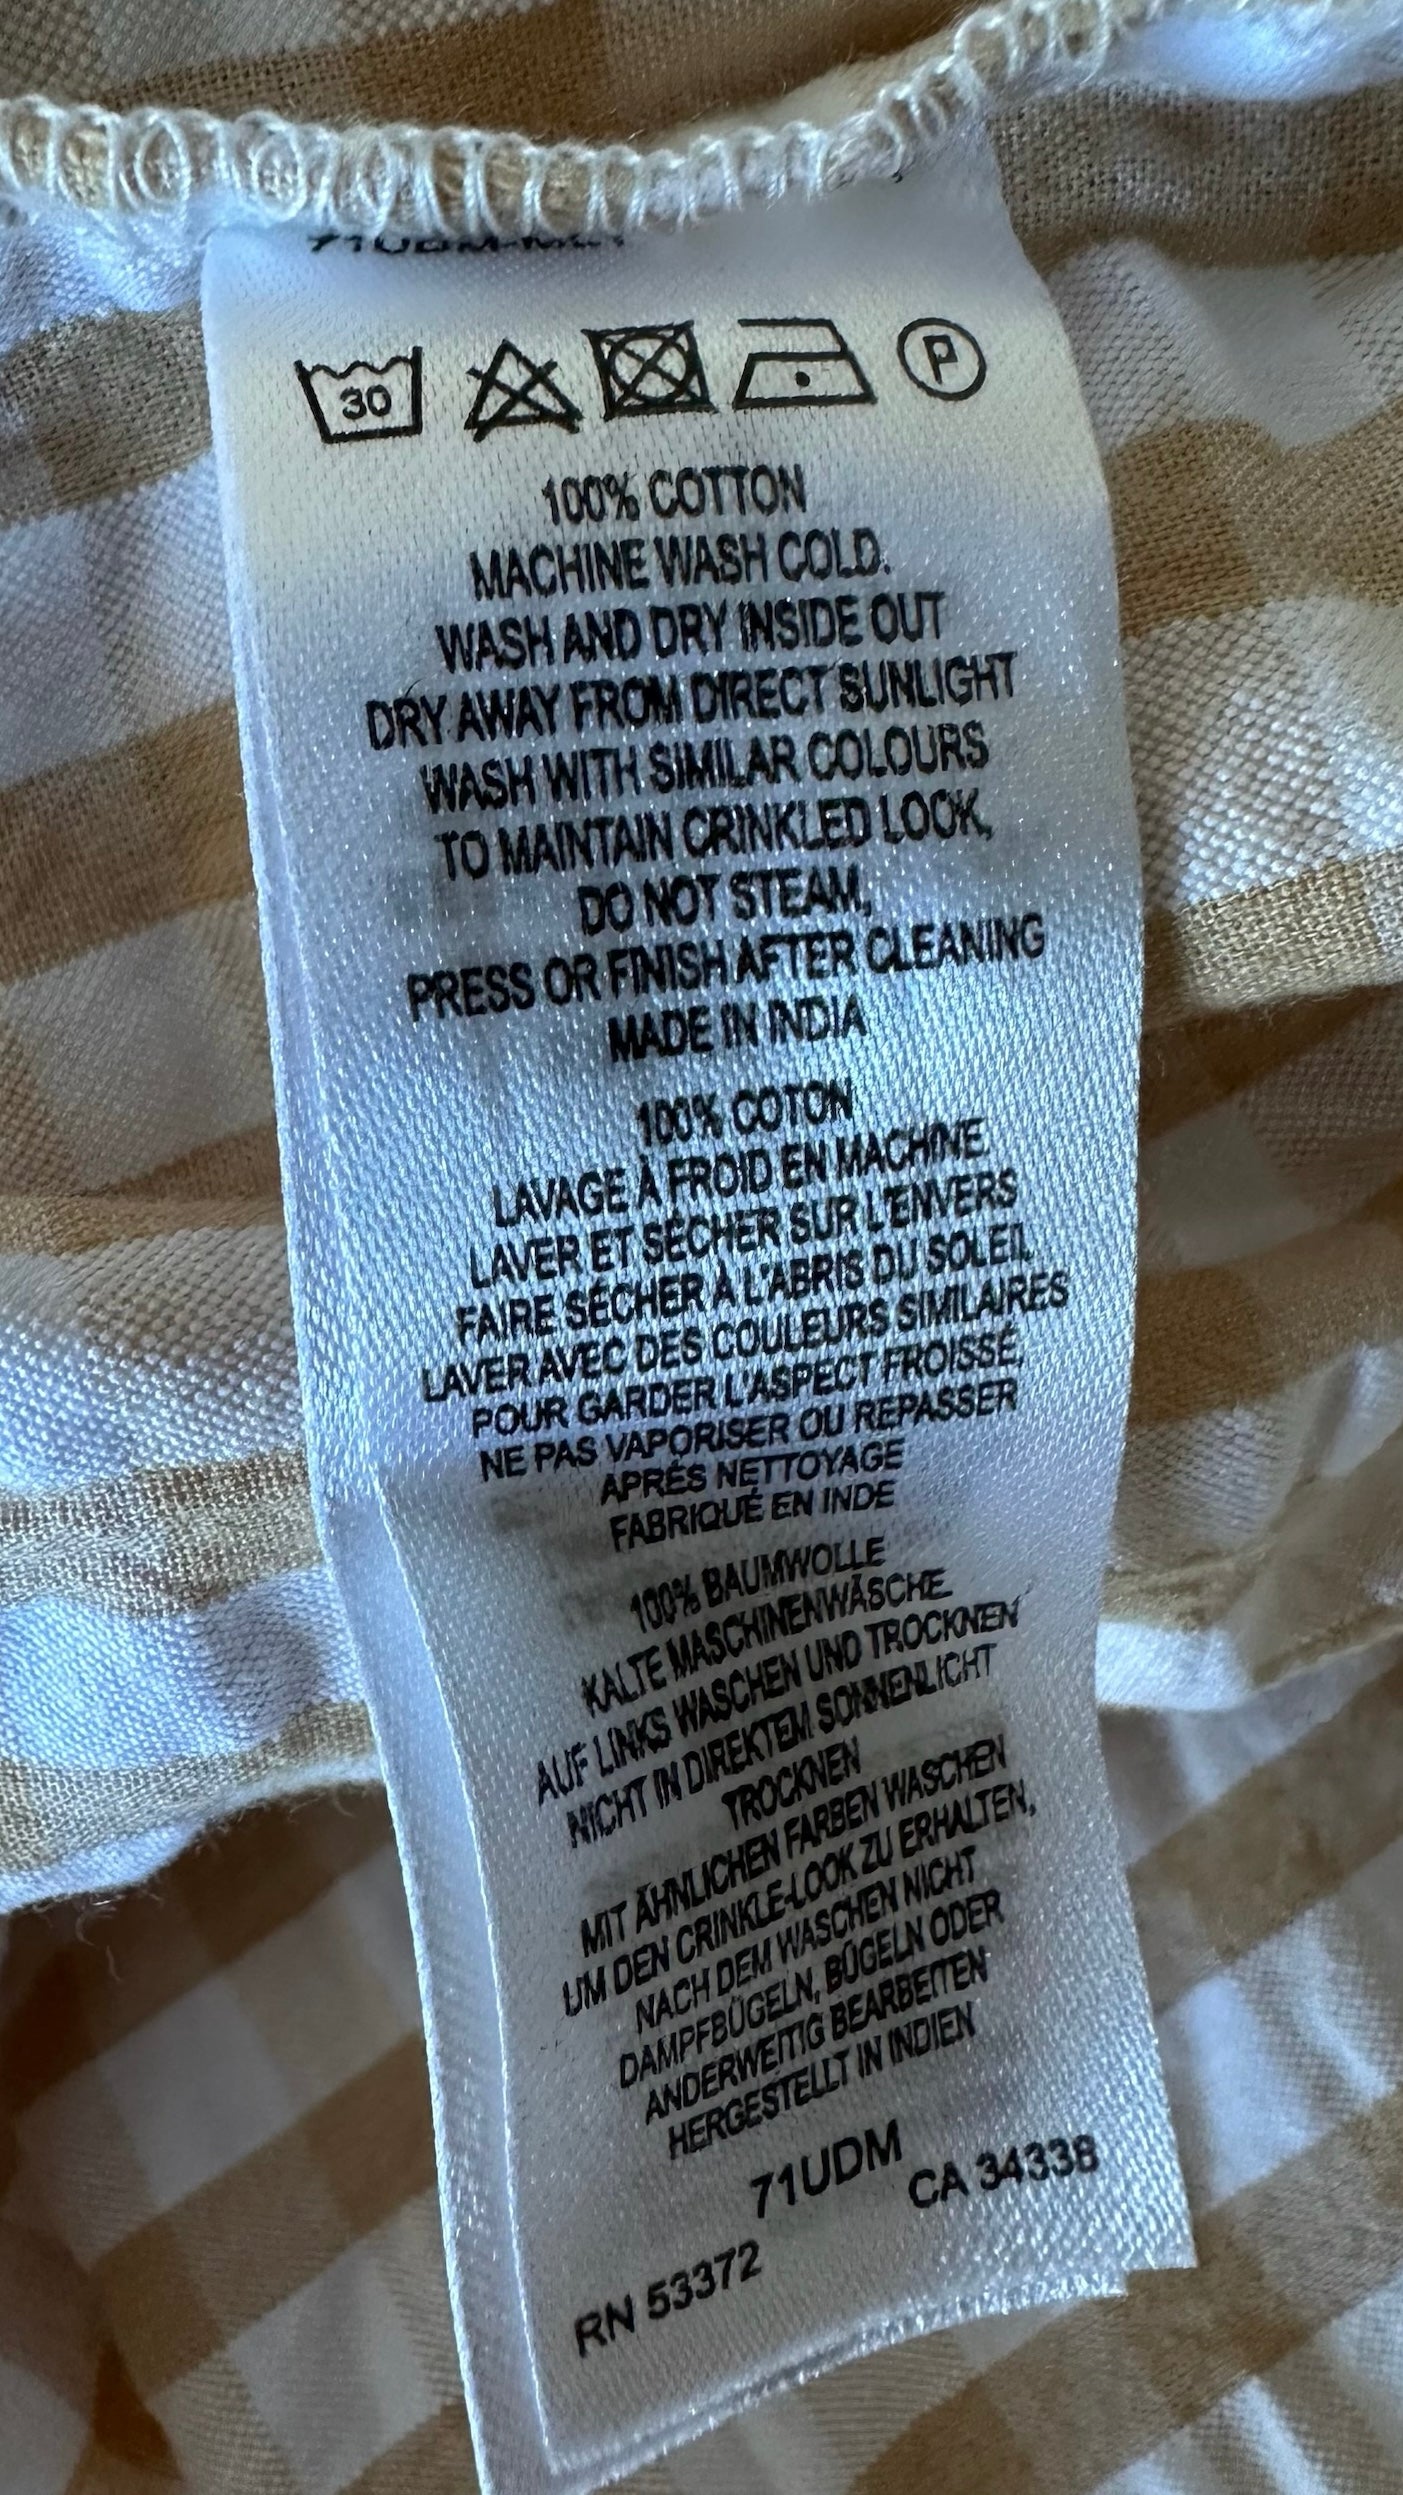 30
P
100% COTTON
MACHINE WASH COLD.
WASH AND DRY INSIDE OUT
DRY AWAY FROM DIRECT SUNLIGHT
WASH WITH SIMILAR COLOURS
TO MAINTAIN CRINKLED LOOK,
DO NOT STEAM,
PRESS OR FINISH AFTER CLEANING
MADE IN INDIA
100% COTON
LAVAGE À FROID EN MACHINE
LAVER ET SÉCHER SUR L'ENVERS
FAIRE SÉCHER À L'ABRIS DU SOLEIL
LAVER AVEC DES COULEURS SIMILAIRES
POUR GARDER L'ASPECT FROISSÉ,
NE PAS VAPORISER OU REPASSER
APRÈS NETTOYAGE
FABRIQUÉ EN INDE
100% BAUMWOLLE
KALTE MASCHINENWÄSCHE
AUF LINKS WASCHEN UND TROCKNEN
NICHT IN DIREKTEM SONNENLICHT
TROCKNEN
MIT ÄHNLICHEN FARBEN WASCHEN
UM DEN CRINKLE-LOOK ZU ERHALTEN,
NACH DEM WASCHEN NICHT
DAMPFBÜGELN, BÜGELN ODER
ANDERWEITIG BEARBEITEN
HERGESTELLT IN INDIEN
71UDM
RN 53372 CA 34338